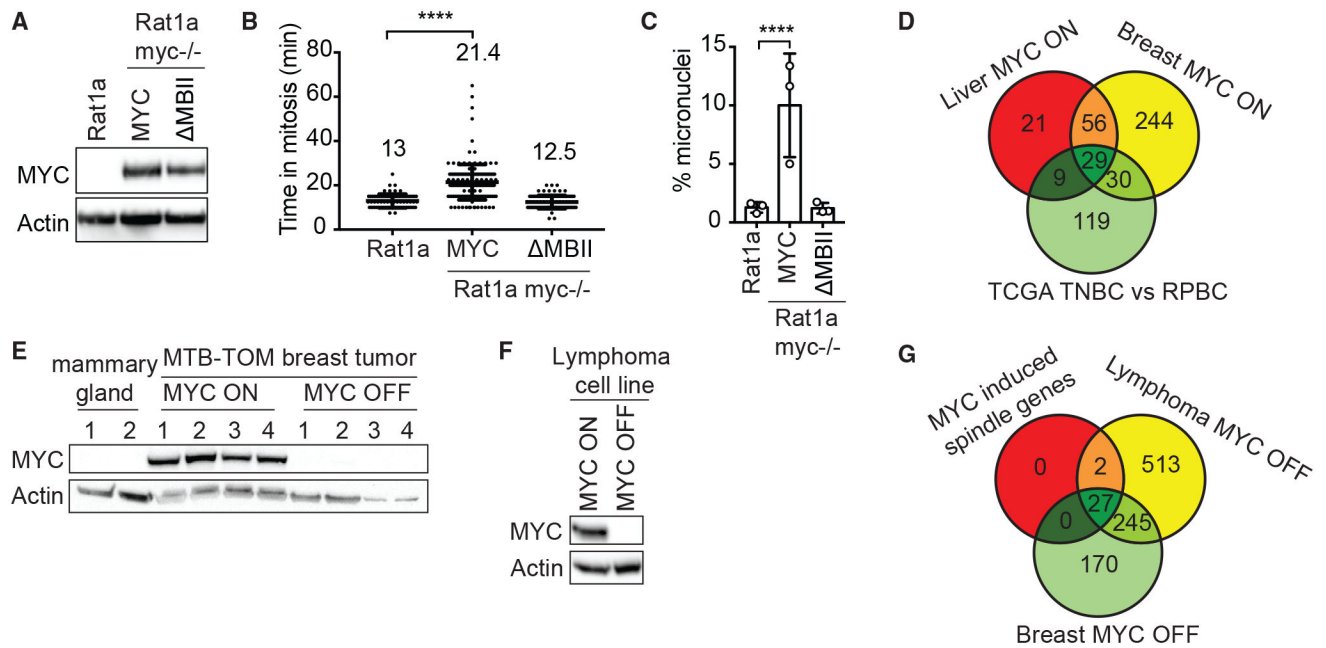 A
Rat1a
myc-/-
Rat1a
MYC
ΔMBII
MYC
Actin
B
****
Time in mitosis (min)
80
60
40
20
0
13
21.4
12.5
Rat1a
MYC
ΔMBII
Rat1a myc-/-
C
****
% micronuclei
15
10
5
0
Rat1a
MYC
ΔMBII
Rat1a
myc-/-
D
Liver MYC ON
Breast MYC ON
21
56
244
29
9
30
119
TCGA TNBC vs RPBC
E
mammary
gland
MTB-TOM breast tumor
MYC ON
MYC OFF
1 2 1 2 3 4 1 2 3 4
MYC
Actin
F
Lymphoma
cell line
MYC ON
MYC OFF
MYC
Actin
G
MYC induced
spindle genes
Lymphoma MYC OFF
0
2
513
27
0
245
170
Breast MYC OFF